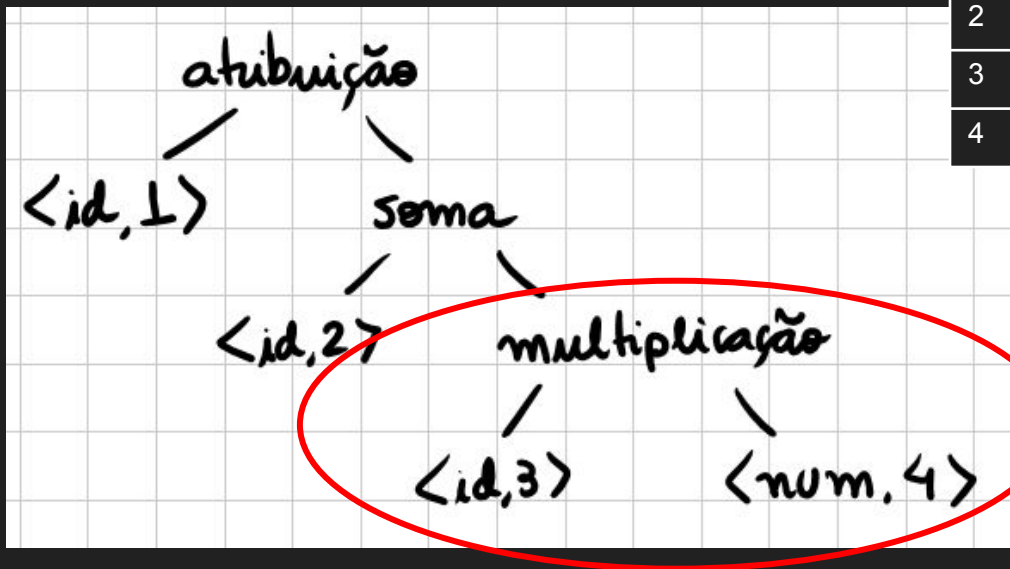 2
3
4
atribuição
<id, 1>
soma
<id, 2>
multiplicação
<id, 3>
<num, 4>